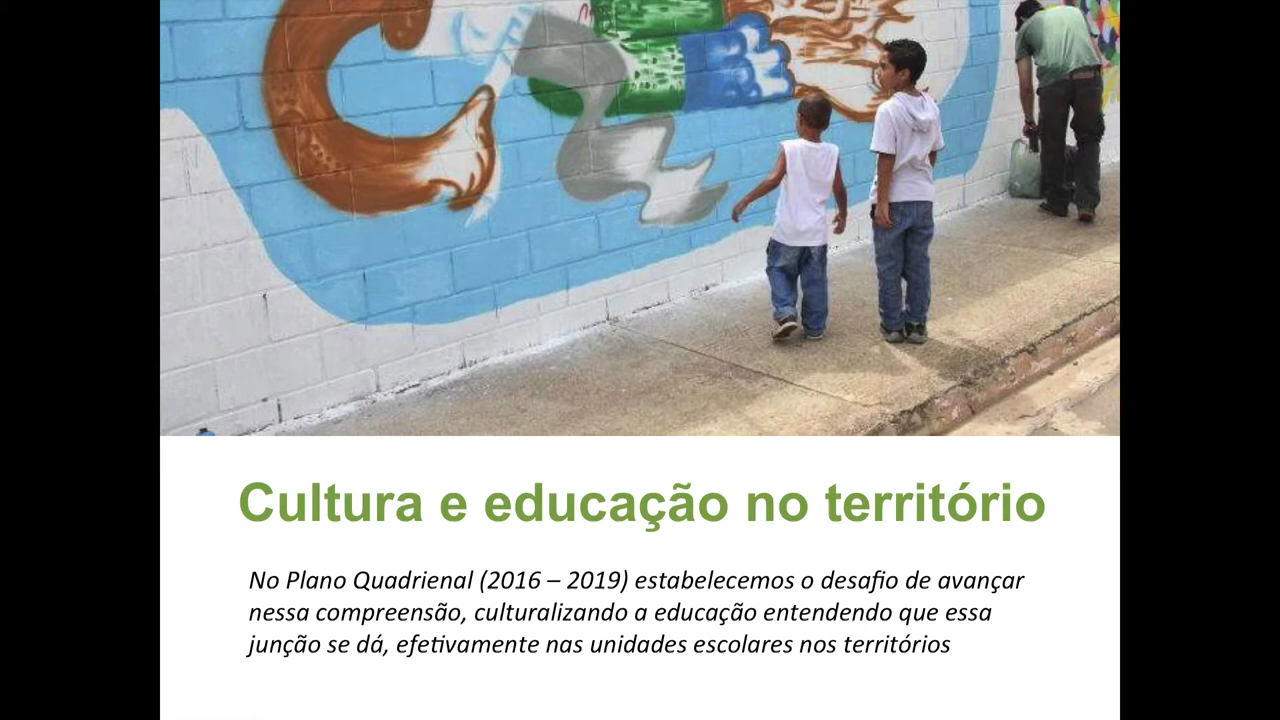 Cultura e educação no território
No Plano Quadrienal (2016 – 2019) estabelecemos o desafio de avançar
nessa compreensão, culturalizando a educação entendendo que essa
junção se dá, efetivamente nas unidades escolares nos territórios